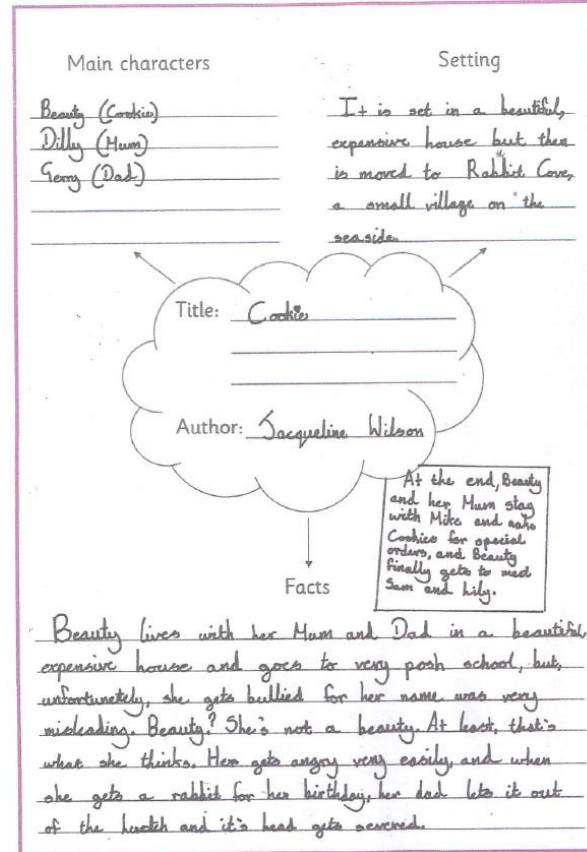 Main characters
Beauty (Cookie)
Dilly (Mum)
Gerry (Dad)
Setting
It is set in a beautiful,
expensive house but then
is moved to Rabbit Cove,
a small village on the
seaside.
Title: Cookie
Author: Jacqueline Wilson
At the end, Beauty
and her Mum stay
with Mike and make
Cookies for special
orders, and Beauty
finally gets to meet
Sam and Lily.
Facts
Beauty lives with her Mum and Dad in a beautiful,
expensive house and goes to very posh school, but,
unfortunetely, she gets bullied for her name was very
misleading. Beauty? She's not a beauty. At least, that's
what she thinks. Her gets angry very easily, and when
she gets a rabbit for her birthday, her dad lets it out
of the hutch and it's head gets severed.